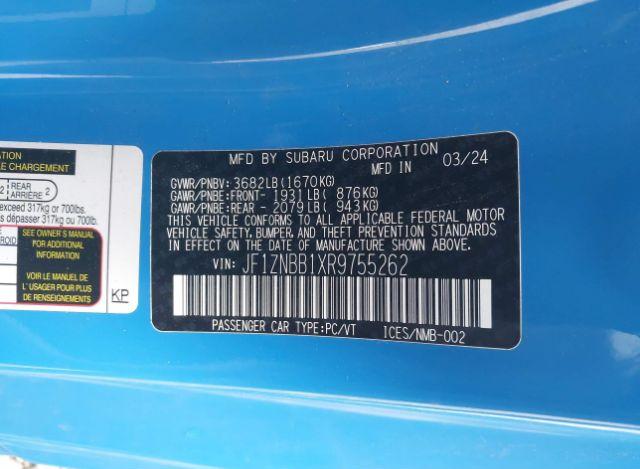 ATION
LE CHARGEMENT
2 REAR ARRIÈRE 2
exceed 317kg or 700lb.
s dépasser 317kg ou 700lb.
SEE OWNER'S MANUAL
FOR ADDITIONAL
INFORMATION
VOIR LE MANUEL DE
L' USAGER POUR PLUS
DE RENSEIGNEMENTS
KP
MFD BY SUBARU CORPORATION
MFD IN 03/24
GVWR/PNBV: 3682LB(1670KG)
GAWR/PNBE:FRONT- 1931LB( 876KG)
GAWR/PNBE:REAR - 2079LB( 943KG)
THIS VEHICLE CONFORMS TO ALL APPLICABLE FEDERAL MOTOR
VEHICLE SAFETY, BUMPER, AND THEFT PREVENTION STANDARDS
IN EFFECT ON THE DATE OF MANUFACTURE SHOWN ABOVE.
VIN: JF1ZNBB1XR9755262
PASSENGER CAR TYPE:PC/VT ICES/NMB-002